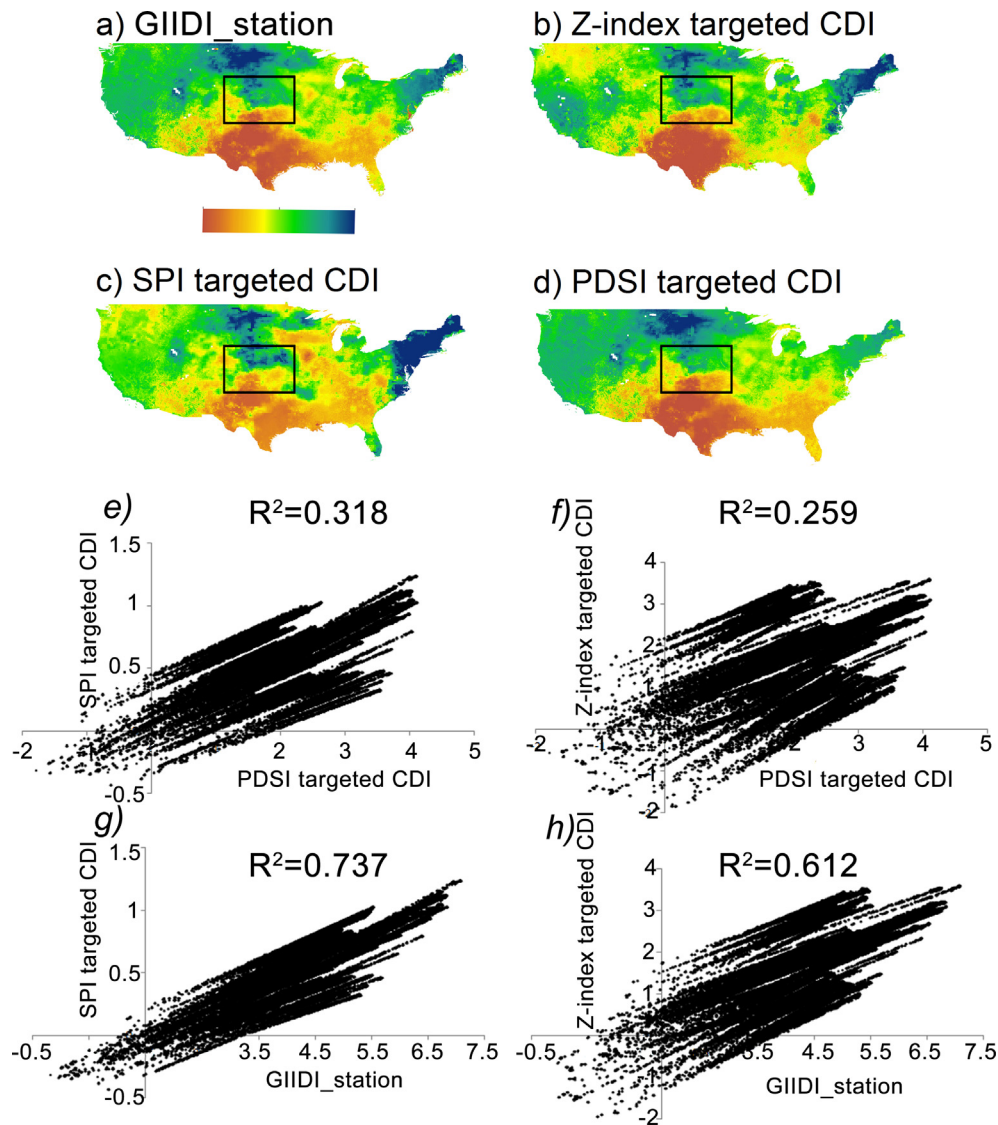 a) GIIDI_station
b) Z-index targeted CDI
c) SPI targeted CDI
d) PDSI targeted CDI
e)
R²=0.318
SPI targeted CDI
1.5
1
0.5
-0.5
-2
2
3
4
5
PDSI targeted CDI
f)
R²=0.259
Z-index targeted CDI
4
3
2
1
-2
-2
2
3
4
5
PDSI targeted CDI
g)
R²=0.737
SPI targeted CDI
1.5
1
0.5
-0.5
-0.5
3.5
4.5
5.5
6.5
7.5
GIIDI_station
h)
R²=0.612
Z-index targeted CDI
4
3
2
1
-2
-0.5
3.5
4.5
5.5
6.5
7.5
GIIDI_station